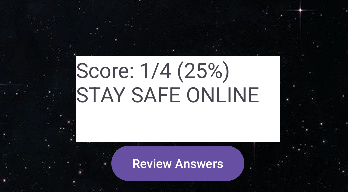 Score: 1/4 (25%)
STAY SAFE ONLINE
Review Answers